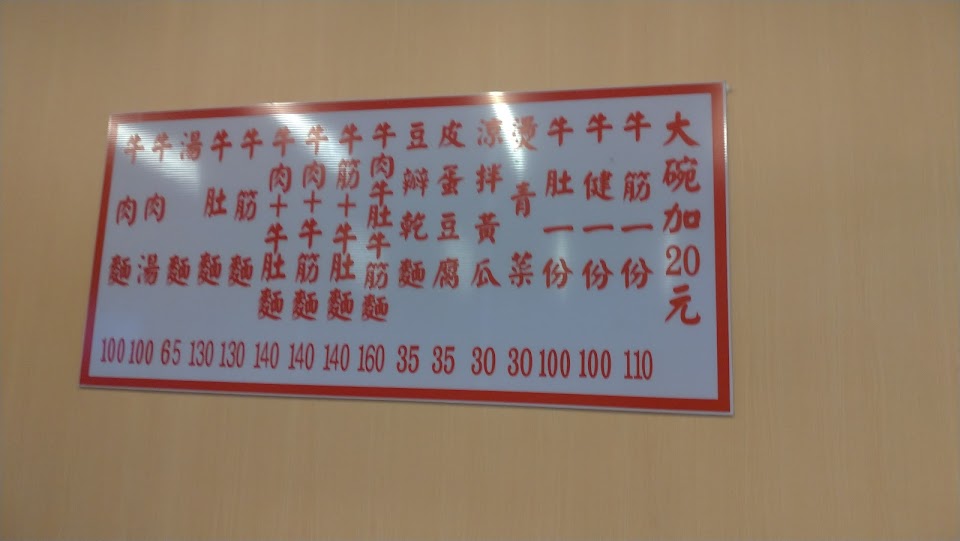 大碗加20元
牛筋一份 110
牛健一份 100
牛肚一份 100
燙青菜 30
涼拌黃瓜 30
皮蛋豆腐 35
豆瓣乾麵 35
牛肉牛肚牛筋麵 160
牛筋+牛肚麵 140
牛肉+牛筋麵 140
牛肉+牛肚麵 140
牛筋麵 130
牛肚麵 130
湯麵 65
牛肉湯 100
牛肉麵 100